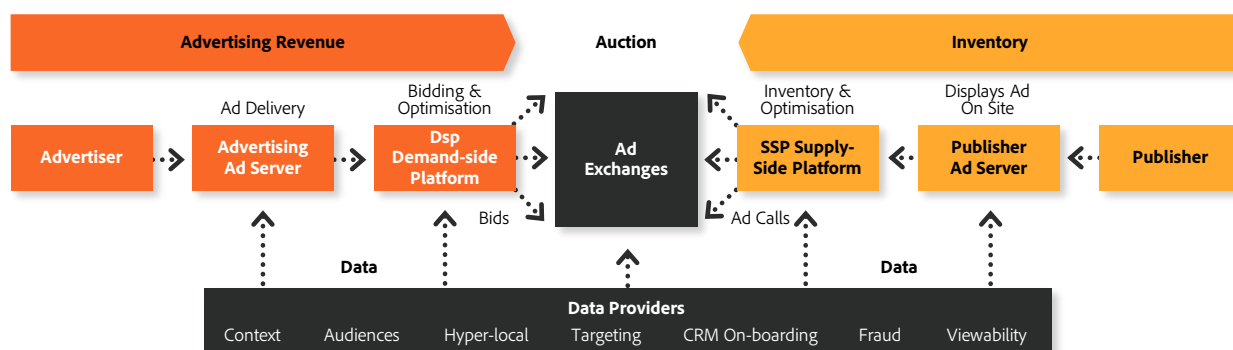 Advertising Revenue
Auction
Inventory
Ad Delivery
Bidding &
Optimisation
Inventory &
Optimisation
Displays Ad
On Site
Advertiser
Advertising
Ad Server
Dsp
Demand-side
Platform
Ad
Exchanges
SSP Supply-
Side Platform
Publisher
Ad Server
Publisher
Bids
Ad Calls
Data
Data
Data Providers
Context
Audiences
Hyper-local
Targeting
CRM On-boarding
Fraud
Viewability